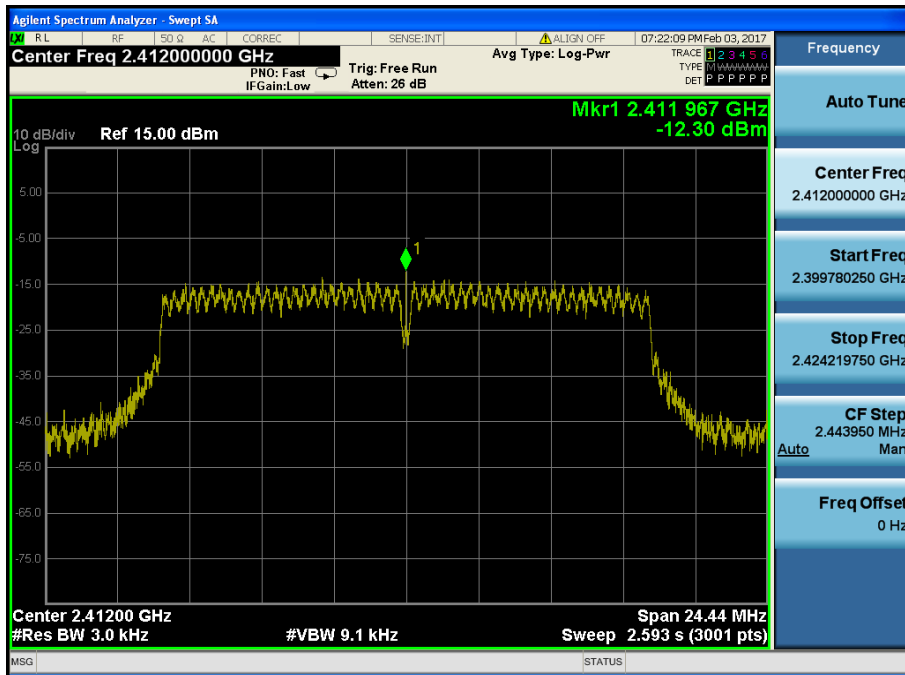 Agilent Spectrum Analyzer - Swept SA
LXI RL RF 50 Ω AC CORREC SENSE:INT ALIGN OFF 07:22:09 PM Feb 03, 2017
Center Freq 2.412000000 GHz
PNO: Fast
IFGain:Low
Trig: Free Run
Atten: 26 dB
Avg Type: Log-Pwr
TRACE 1 2 3 4 5 6
TYPE M WWWWW
DET P P P P P P
Mkr1 2.411 967 GHz
-12.30 dBm
10 dB/div Ref 15.00 dBm
Log
5.00
-5.00
-15.0
-25.0
-35.0
-45.0
-55.0
-65.0
-75.0
1
Center 2.41200 GHz Span 24.44 MHz
#Res BW 3.0 kHz #VBW 9.1 kHz Sweep 2.593 s (3001 pts)
MSG STATUS
Frequency
Auto Tune
Center Freq
2.412000000 GHz
Start Freq
2.399780250 GHz
Stop Freq
2.424219750 GHz
CF Step
2.443950 MHz
Auto Man
Freq Offset
0 Hz